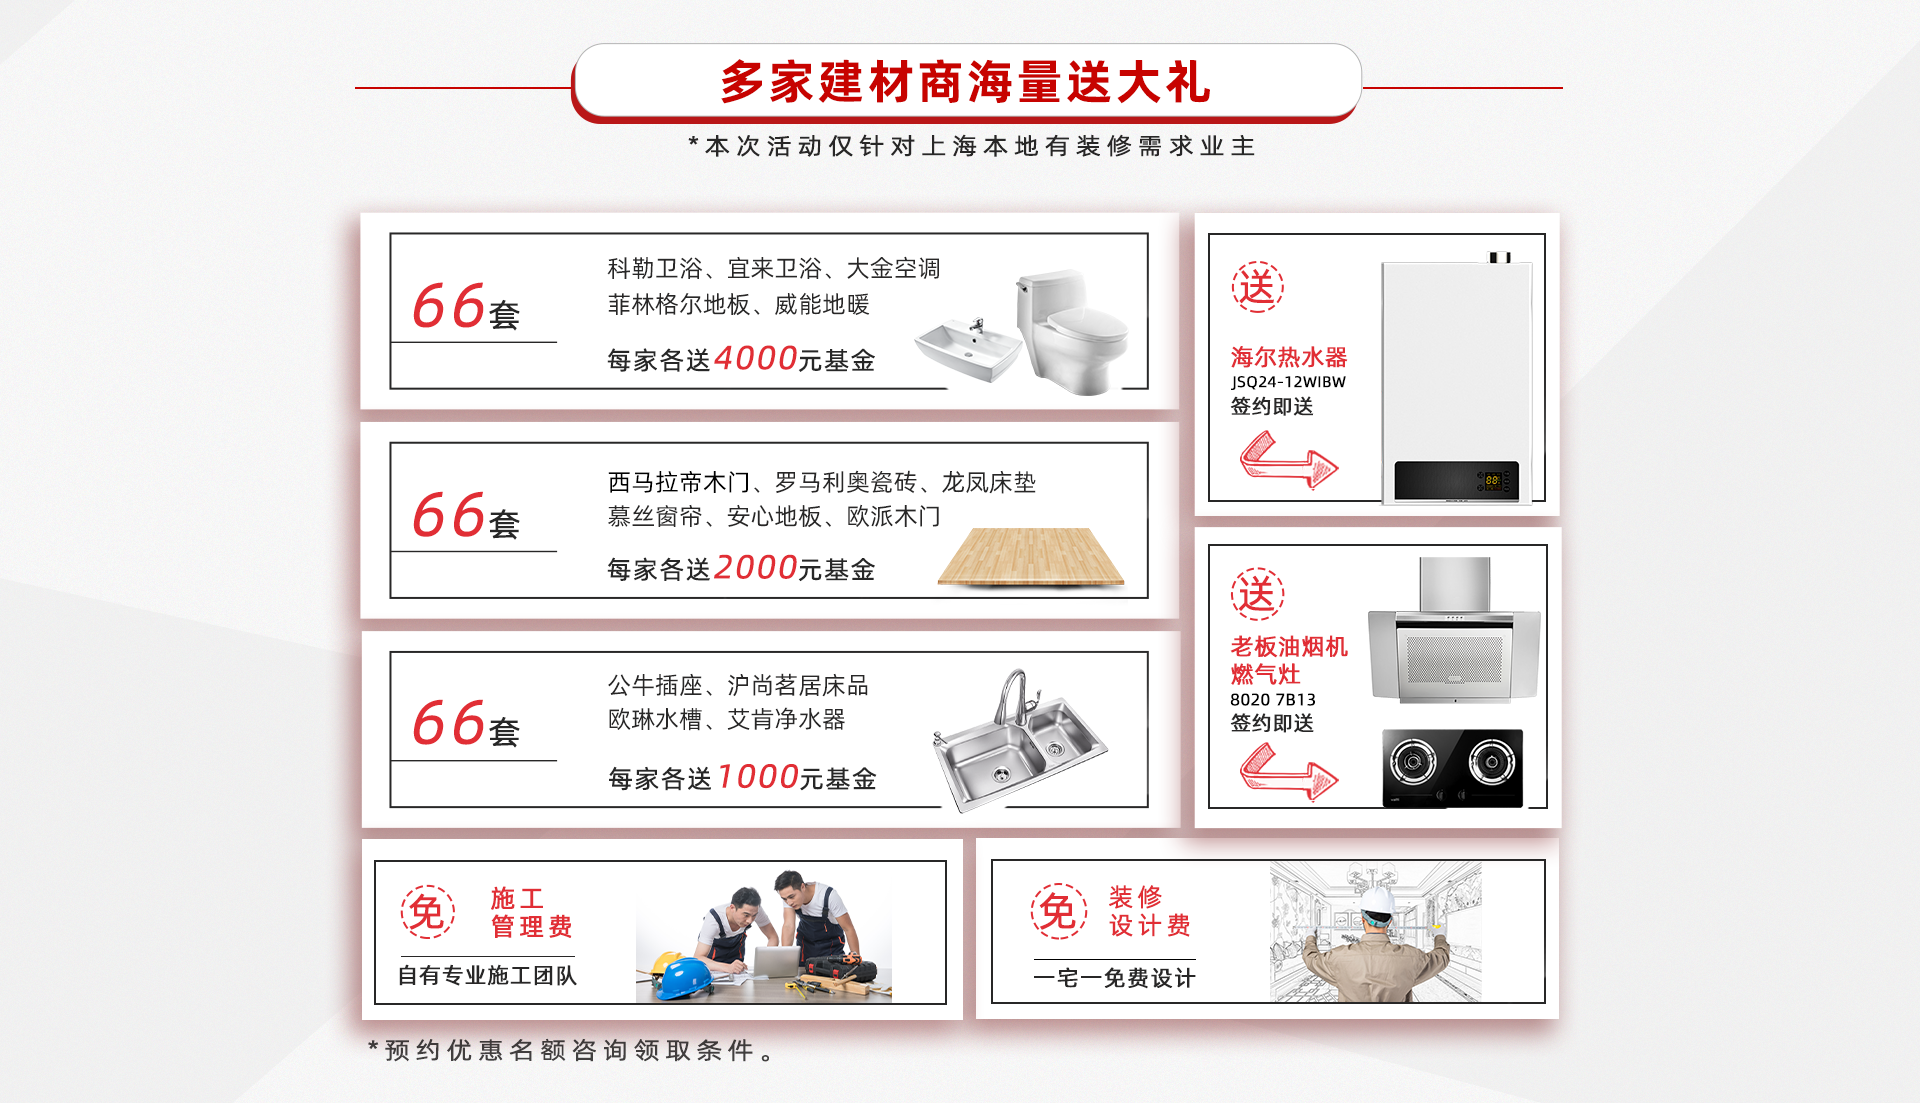 多家建材商海量送大礼
*本次活动仅针对上海本地有装修需求业主
66套
科勒卫浴、宜来卫浴、大金空调
菲林格尔地板、威能地暖
每家各送4000元基金
66套
西马拉帝木门、罗马利奥瓷砖、龙凤床垫
慕丝窗帘、安心地板、欧派木门
每家各送2000元基金
66套
公牛插座、沪尚茗居床品
欧琳水槽、艾肯净水器
每家各送1000元基金
送
海尔热水器
JSQ24-12WIBW
签约即送
88
送
老板油烟机
燃气灶
8020 7B13
签约即送
免
施工
管理费
自有专业施工团队
免
装修
设计费
一宅一免费设计
*预约优惠名额咨询领取条件。